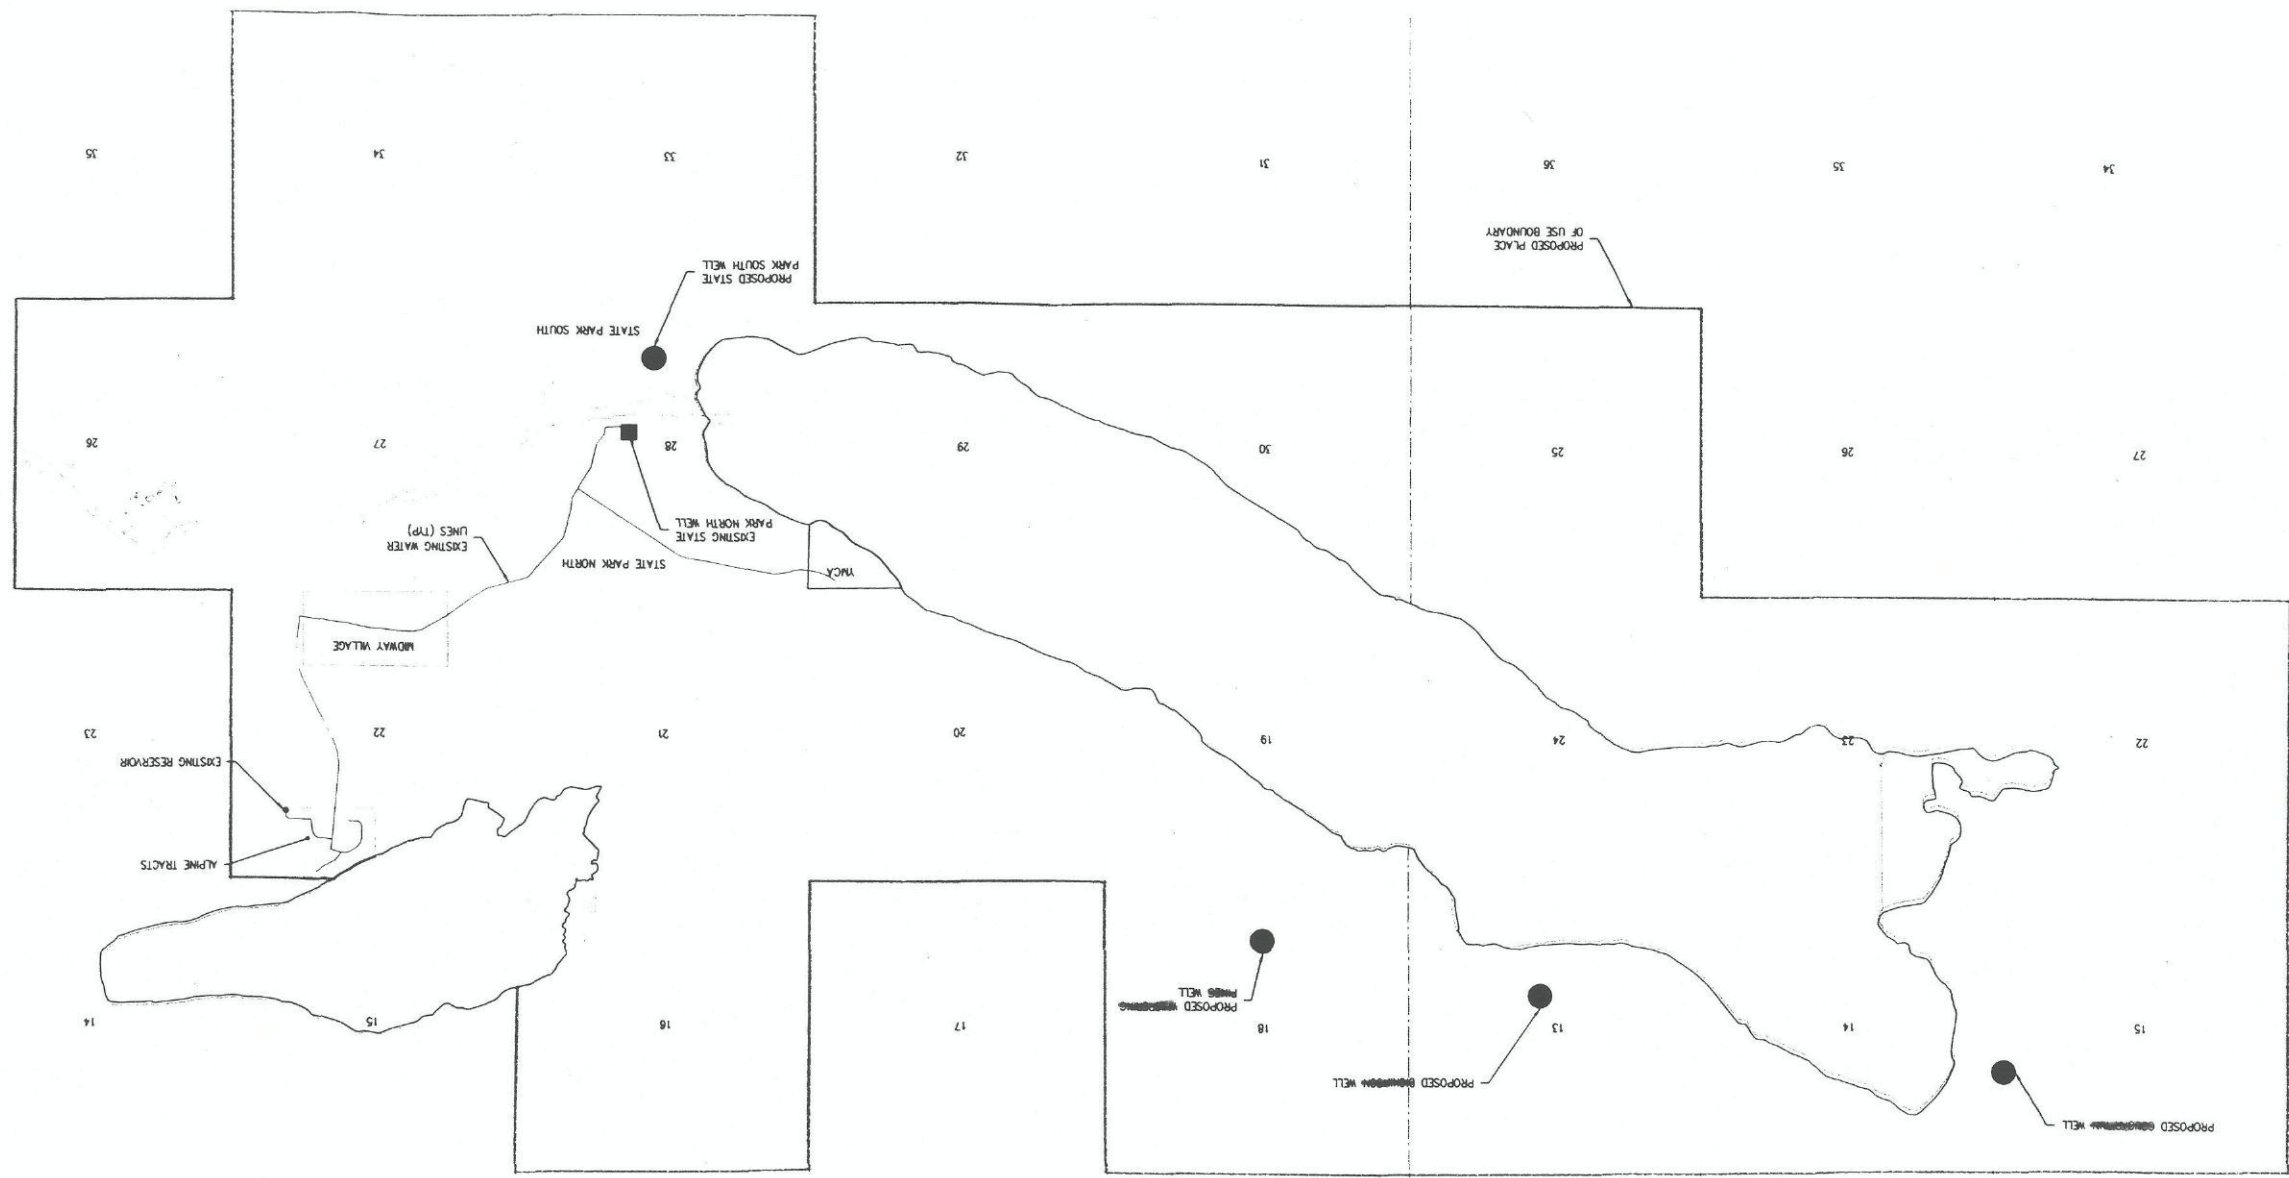 PROPOSED WELL
PROPOSED WELL
15
14
13
18
17
16
15
14
PROPOSED
WELL
ALPINE TRACTS
EXISTING RESERVOIR
22
23
24
19
20
21
22
23
MIDWAY VILLAGE
YMCA
STATE PARK NORTH
EXISTING STATE
PARK NORTH WELL
EXISTING WATER
LINES (TYP)
27
26
25
30
29
28
27
26
STATE PARK SOUTH
PROPOSED STATE
PARK SOUTH WELL
PROPOSED PLACE
OF USE BOUNDARY
34
35
36
31
32
33
34
35